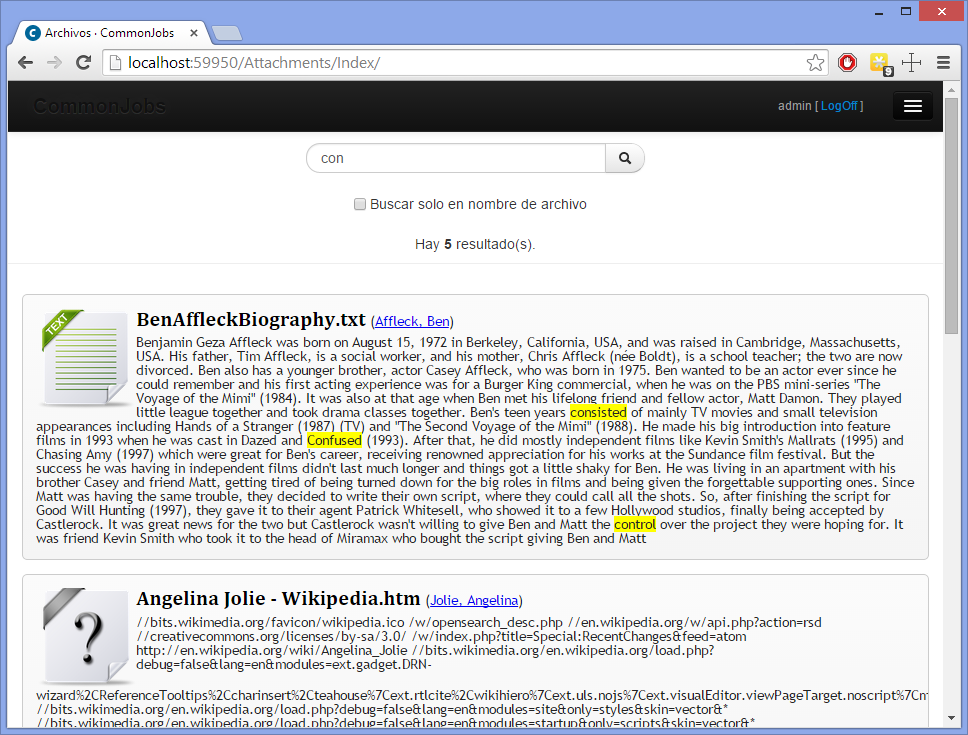 Archivos · CommonJobs
localhost:59950/Attachments/Index/
CommonJobs
admin [ LogOff ]
con
Buscar solo en nombre de archivo
Hay 5 resultado(s).
TEXT
BenAffleckBiography.txt (Affleck, Ben)
Benjamin Geza Affleck was born on August 15, 1972 in Berkeley, California, USA, and was raised in Cambridge, Massachusetts,
USA. His father, Tim Affleck, is a social worker, and his mother, Chris Affleck (née Boldt), is a school teacher; the two are now
divorced. Ben also has a younger brother, actor Casey Affleck, who was born in 1975. Ben wanted to be an actor ever since he
could remember and his first acting experience was for a Burger King commercial, when he was on the PBS mini-series "The
Voyage of the Mimi" (1984). It was also at that age when Ben met his lifelong friend and fellow actor, Matt Damon. They played
little league together and took drama classes together. Ben's teen years consisted of mainly TV movies and small television
appearances including Hands of a Stranger (1987) (TV) and "The Second Voyage of the Mimi" (1988). He made his big introduction into feature
films in 1993 when he was cast in Dazed and Confused (1993). After that, he did mostly independent films like Kevin Smith's Mallrats (1995) and
Chasing Amy (1997) which were great for Ben's career, receiving renowned appreciation for his works at the Sundance film festival. But the
success he was having in independent films didn't last much longer and things got a little shaky for Ben. He was living in an apartment with his
brother Casey and friend Matt, getting tired of being turned down for the big roles in films and being given the forgettable supporting ones. Since
Matt was having the same trouble, they decided to write their own script, where they could call all the shots. So, after finishing the script for
Good Will Hunting (1997), they gave it to their agent Patrick Whitesell, who showed it to a few Hollywood studios, finally being accepted by
Castlerock. It was great news for the two but Castlerock wasn't willing to give Ben and Matt the control over the project they were hoping for. It
was friend Kevin Smith who took it to the head of Miramax who bought the script giving Ben and Matt
?
Angelina Jolie - Wikipedia.htm (Jolie, Angelina)
//bits.wikimedia.org/favicon/wikipedia.ico /w/opensearch_desc.php //en.wikipedia.org/w/api.php?action=rsd
//creativecommons.org/licenses/by-sa/3.0/ /w/index.php?title=Special:RecentChanges&feed=atom
http://en.wikipedia.org/wiki/Angelina_Jolie //bits.wikimedia.org/en.wikipedia.org/load.php?
debug=false&lang=en&modules=ext.gadget.DRN-
wizard%2CReferenceTooltips%2Ccharinsert%2Cteahouse%7Cext.rtlcite%2Cwikihiero%7Cext.uls.nojs%7Cext.visualEditor.viewPageTarget.noscript%7Cm
//bits.wikimedia.org/en.wikipedia.org/load.php?debug=false&lang=en&modules=site&only=styles&skin=vector&*
//bits.wikimedia.org/en.wikipedia.org/load.php?debug=false&lang=en&modules=startup&only=scripts&skin=vector&*